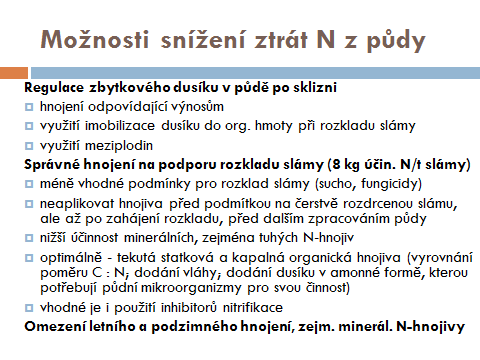 Možnosti snížení ztrát N z půdy
Regulace zbytkového dusíku v půdě po sklizni
hnojení odpovídající výnosům
využití imobilizace dusíku do org. hmoty při rozkladu slámy
využití meziplodin
Správné hnojení na podporu rozkladu slámy (8 kg účin. N/t slámy)
méně vhodné podmínky pro rozklad slámy (sucho, fungicidy)
neaplikovat hnojiva před podmítkou na čerstvě rozdrcenou slámu,
ale až po zahájení rozkladu, před dalším zpracováním půdy
nižší účinnost minerálních, zejména tuhých N-hnojiv
optimálně - tekutá statková a kapalná organická hnojiva (vyrovnání
poměru C : N; dodání vláhy; dodání dusíku v amonné formě, kterou
potřebují půdní mikroorganizmy pro svou činnost)
vhodné je i použití inhibitorů nitrifikace
Omezení letního a podzimného hnojení, zejm. minerál. N-hnojivy